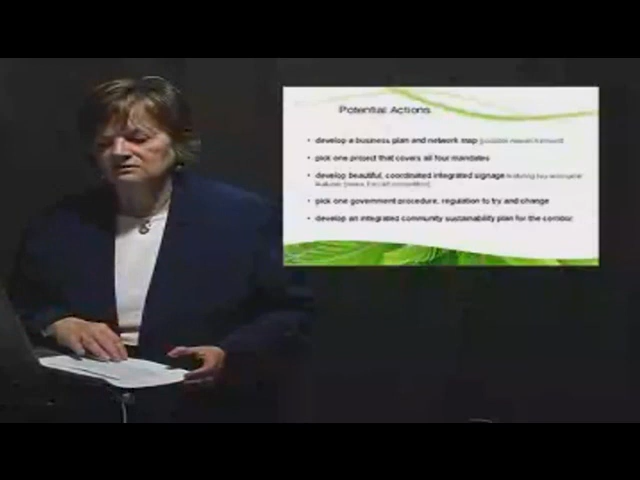 Potential Actions
• develop a business plan and network map
• pick one project that covers all four mandates
• develop beautiful, coordinated integrated signage featuring key
• pick one government procedure, regulation to try and change
• develop an integrated community sustainability plan for the corridor